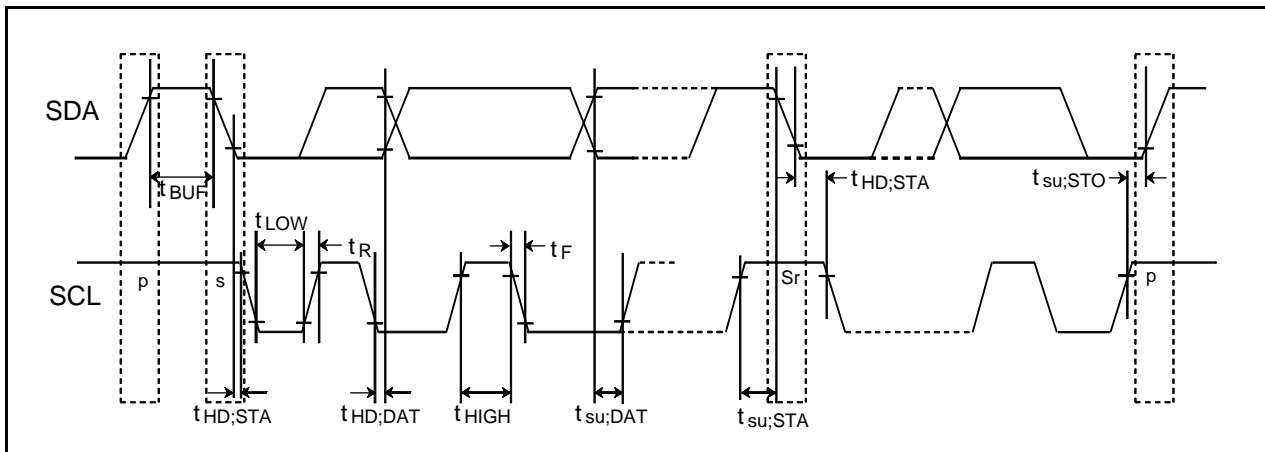 SDA
tBUF
tHD;STA
tsu;STO
tLOW
tR
tF
SCL
p
s
Sr
p
tHD;STA
tHD;DAT
tHIGH
tsu;DAT
tsu;STA